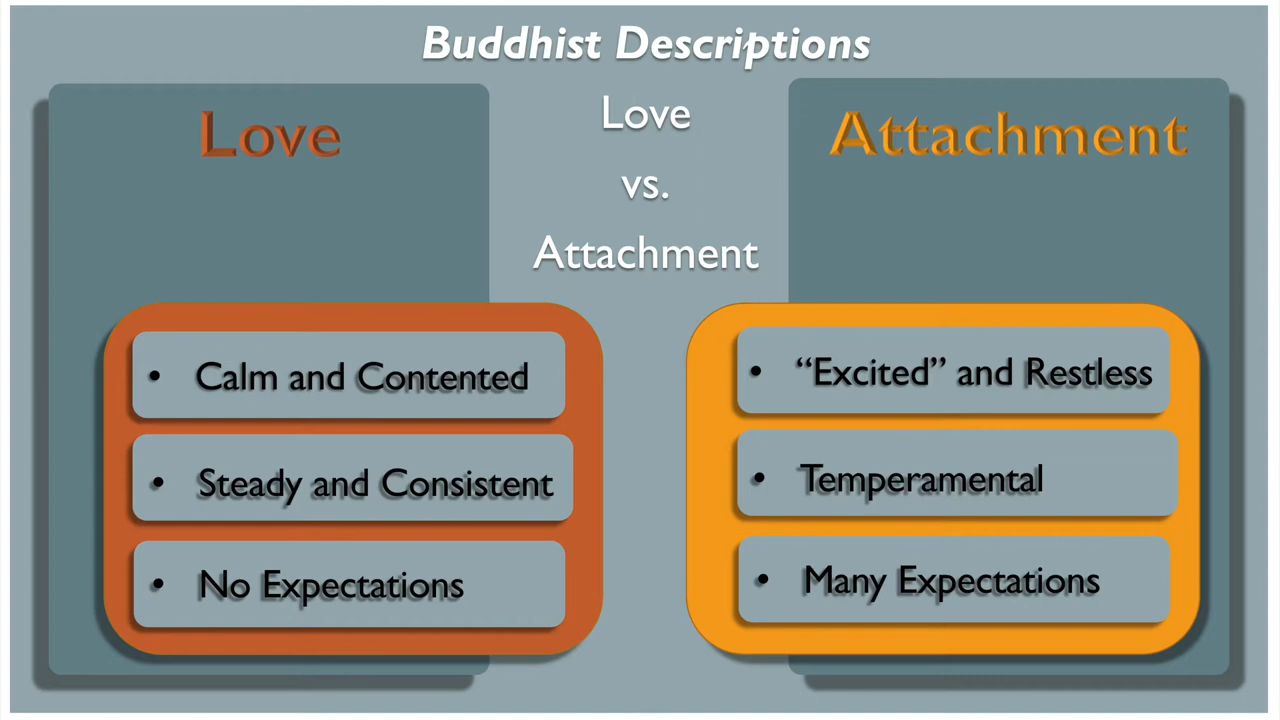 Buddhist Descriptions
Love
vs.
Attachment
Love
• Calm and Contented
• Steady and Consistent
• No Expectations
Attachment
• “Excited” and Restless
• Temperamental
• Many Expectations